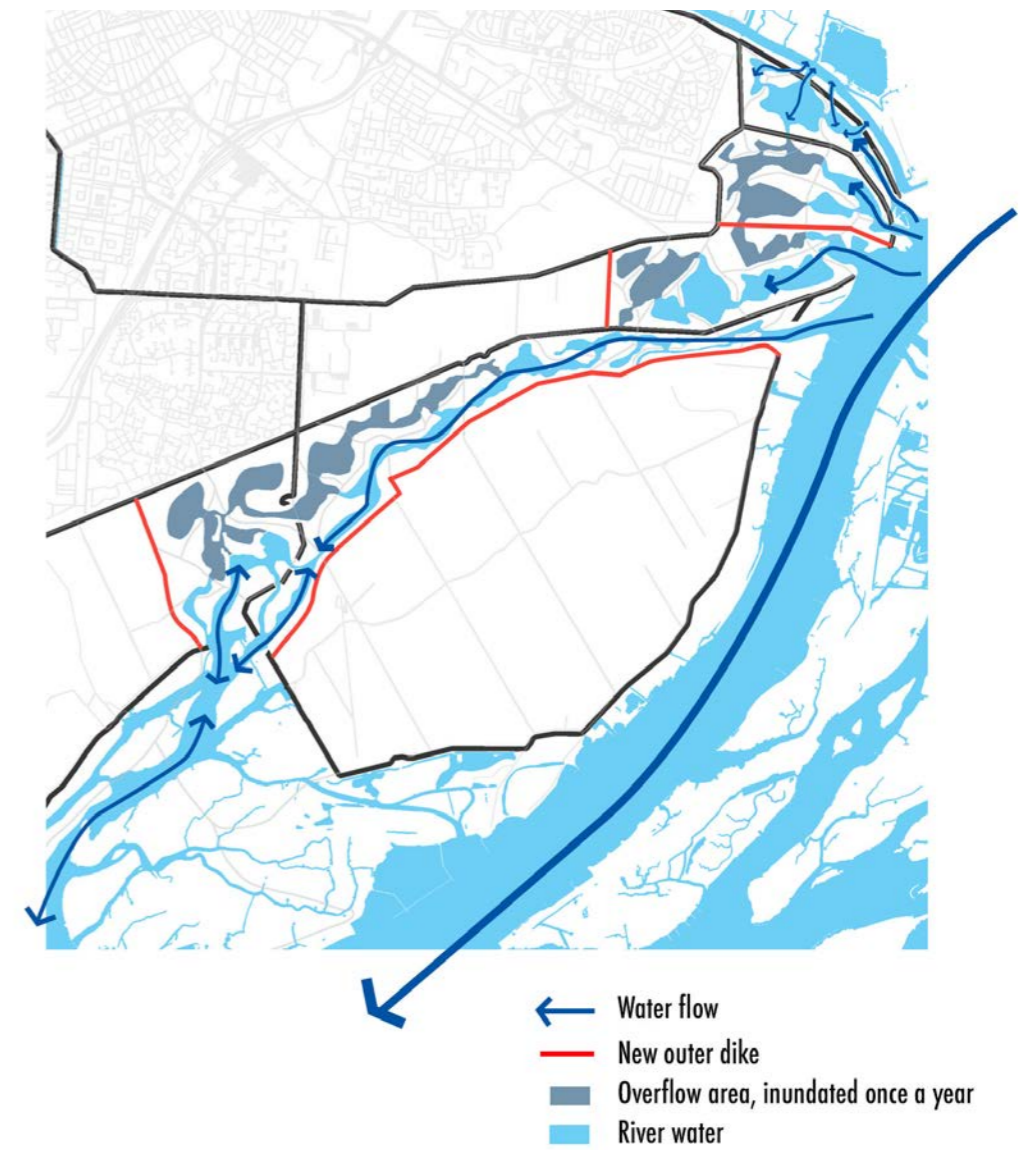 Water flow
New outer dike
Overflow area, inundated once a year
River water